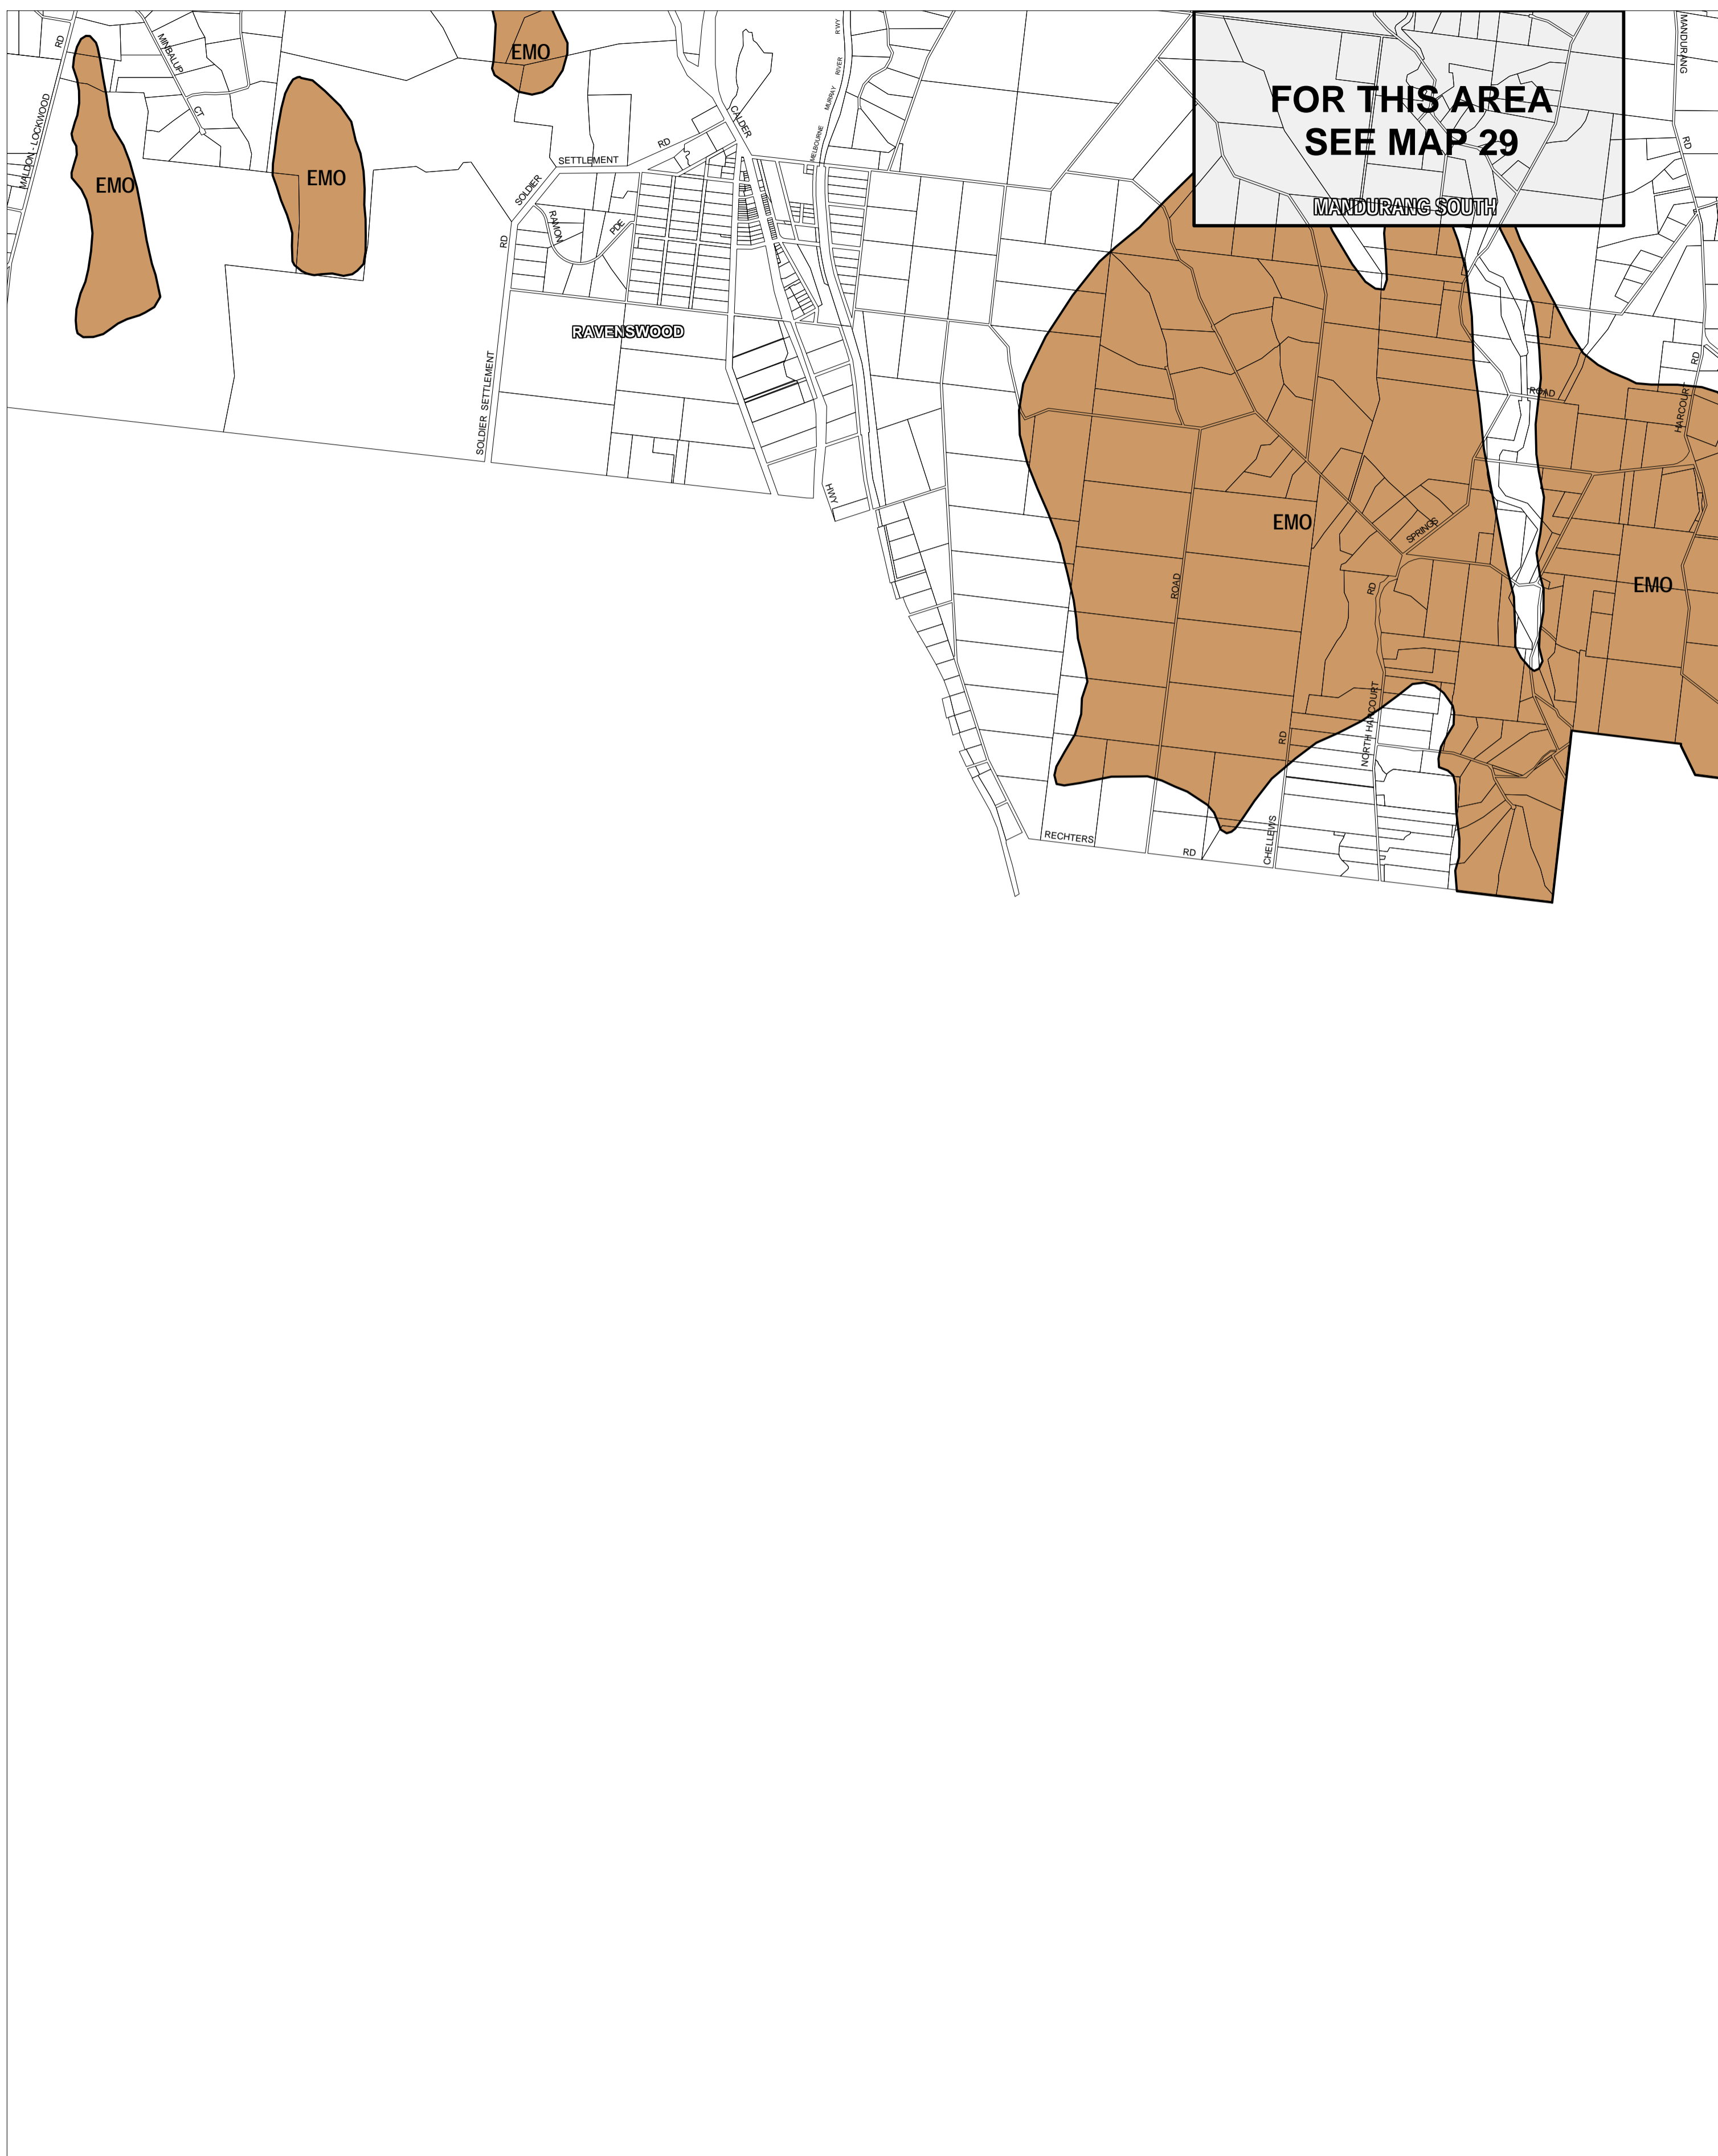 RD
MALDON - LOCKWOOD
MINBALUP
CT
EMO
EMO
EMO
CALDER
HWY
MELBOURNE
MURRAY
RIVER
RWY
SOLDIER
SETTLEMENT
RD
RAMON
PDE
RD
SOLDIER SETTLEMENT
RAVENSWOOD
FOR THIS AREA
SEE MAP 29
MANDURANG SOUTH
MANDURANG
RD
HARCOURT
RD
ROAD
SPRINGS
EMO
EMO
ROAD
RD
NORTH HARCOURT
RD
CHELLEWS
RECHTERS
RD